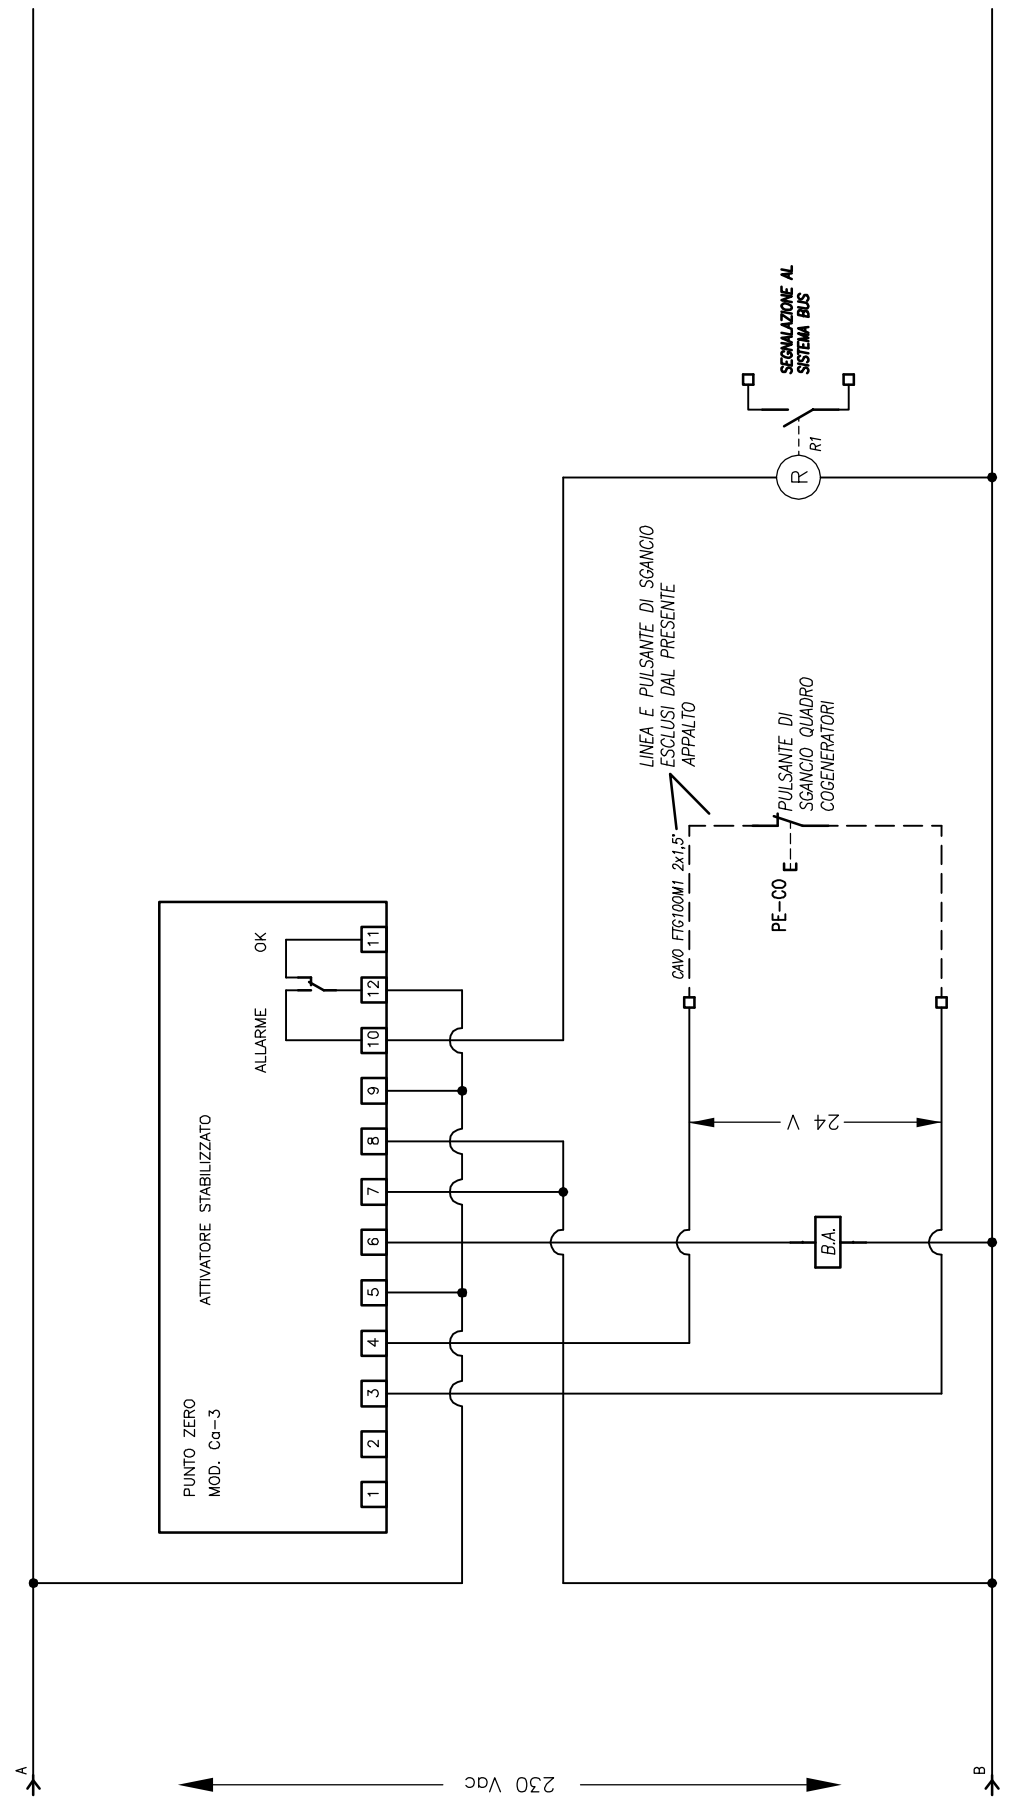 A
B
230 Vac
PUNTO ZERO
MOD. Ca-3
ATTIVATORE STABILIZZATO
ALLARME
OK
1
2
3
4
5
6
7
8
9
10
12
11
B.A.
24 V
CAVO FTG10OM1 2x1,5
PE-CO
E
PULSANTE DI
SGANCIO QUADRO
COGENERATORI
LINEA E PULSANTE DI SGANCIO
ESCLUSI DAL PRESENTE
APPALTO
R
R1
SEGNALAZIONE AL
SISTEMA BUS